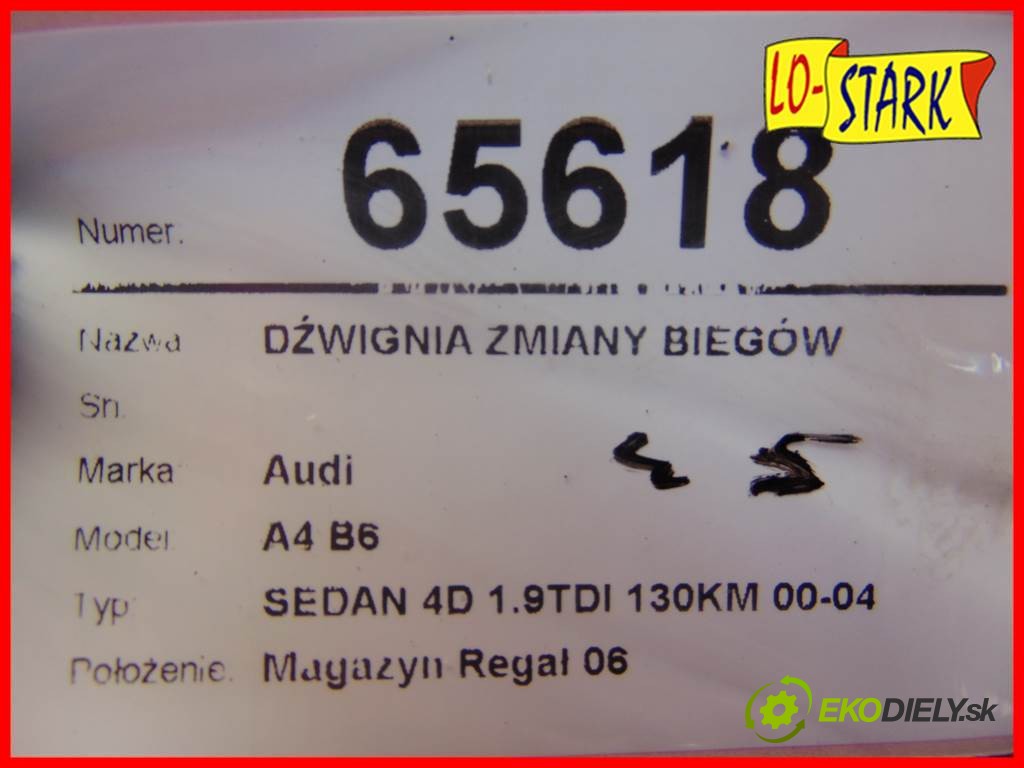 LO-STARK
Numer. 65618
Nazwa DŹWIGNIA ZMIANY BIEGÓW
Sn.
Marka Audi
Model A4 B6
Typ SEDAN 4D 1.9TDI 130KM 00-04
Położenie. Magazyn Regał 06
EKODIELY.sk